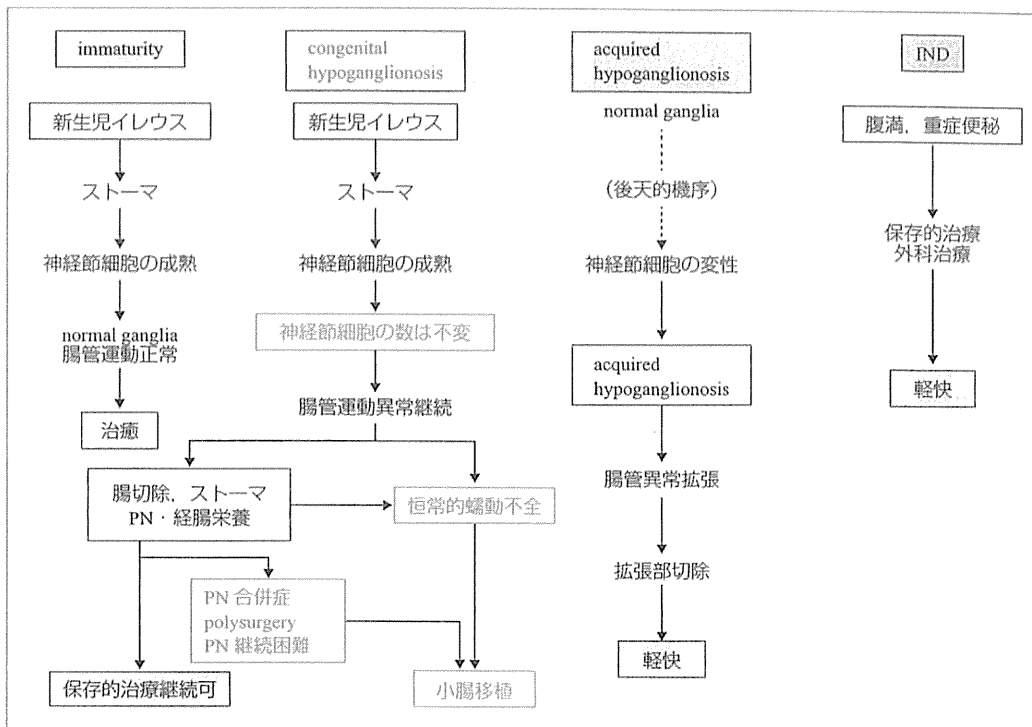 immaturity
新生児イレウス
ストーマ
神経節細胞の成熟
normal ganglia
腸管運動正常
治癒
congenital
hypoganglionosis
新生児イレウス
ストーマ
神経節細胞の成熟
神経節細胞の数は不変
腸管運動異常継続
腸切除，ストーマ
PN・経腸栄養
恒常的蠕動不全
PN 合併症
polysurgery
PN 継続困難
保存的治療継続可
小腸移植
acquired
hypoganglionosis
normal ganglia
（後天的機序）
神経節細胞の変性
acquired
hypoganglionosis
腸管異常拡張
拡張部切除
軽快
IND
腹満，重症便秘
保存的治療
外科治療
軽快